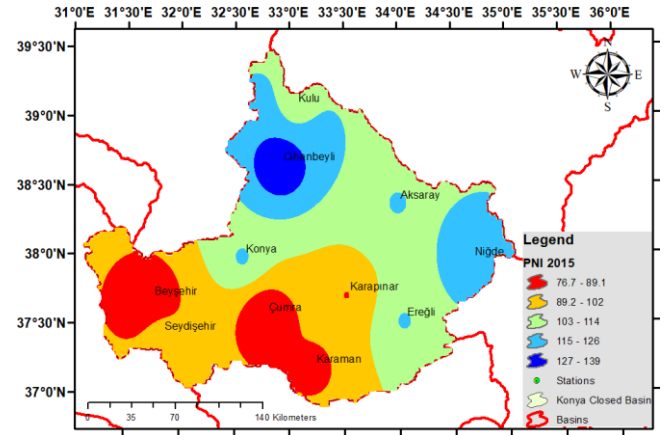 31°0'E 31°30'E 32°0'E 32°30'E 33°0'E 33°30'E 34°0'E 34°30'E 35°0'E 35°30'E 36°0'E
39°30'N
39°0'N
38°30'N
38°0'N
37°30'N
37°0'N
N
W E
S
Kulu
Cihanbeyli
Aksaray
Konya
Niğde
Beyşehir
Karapınar
Çumra
Ereğli
Seydişehir
Karaman
0 35 70 140 Kilometers
Legend
PNI 2015
76.7 - 89.1
89.2 - 102
103 - 114
115 - 126
127 - 139
Stations
Konya Closed Basin
Basins